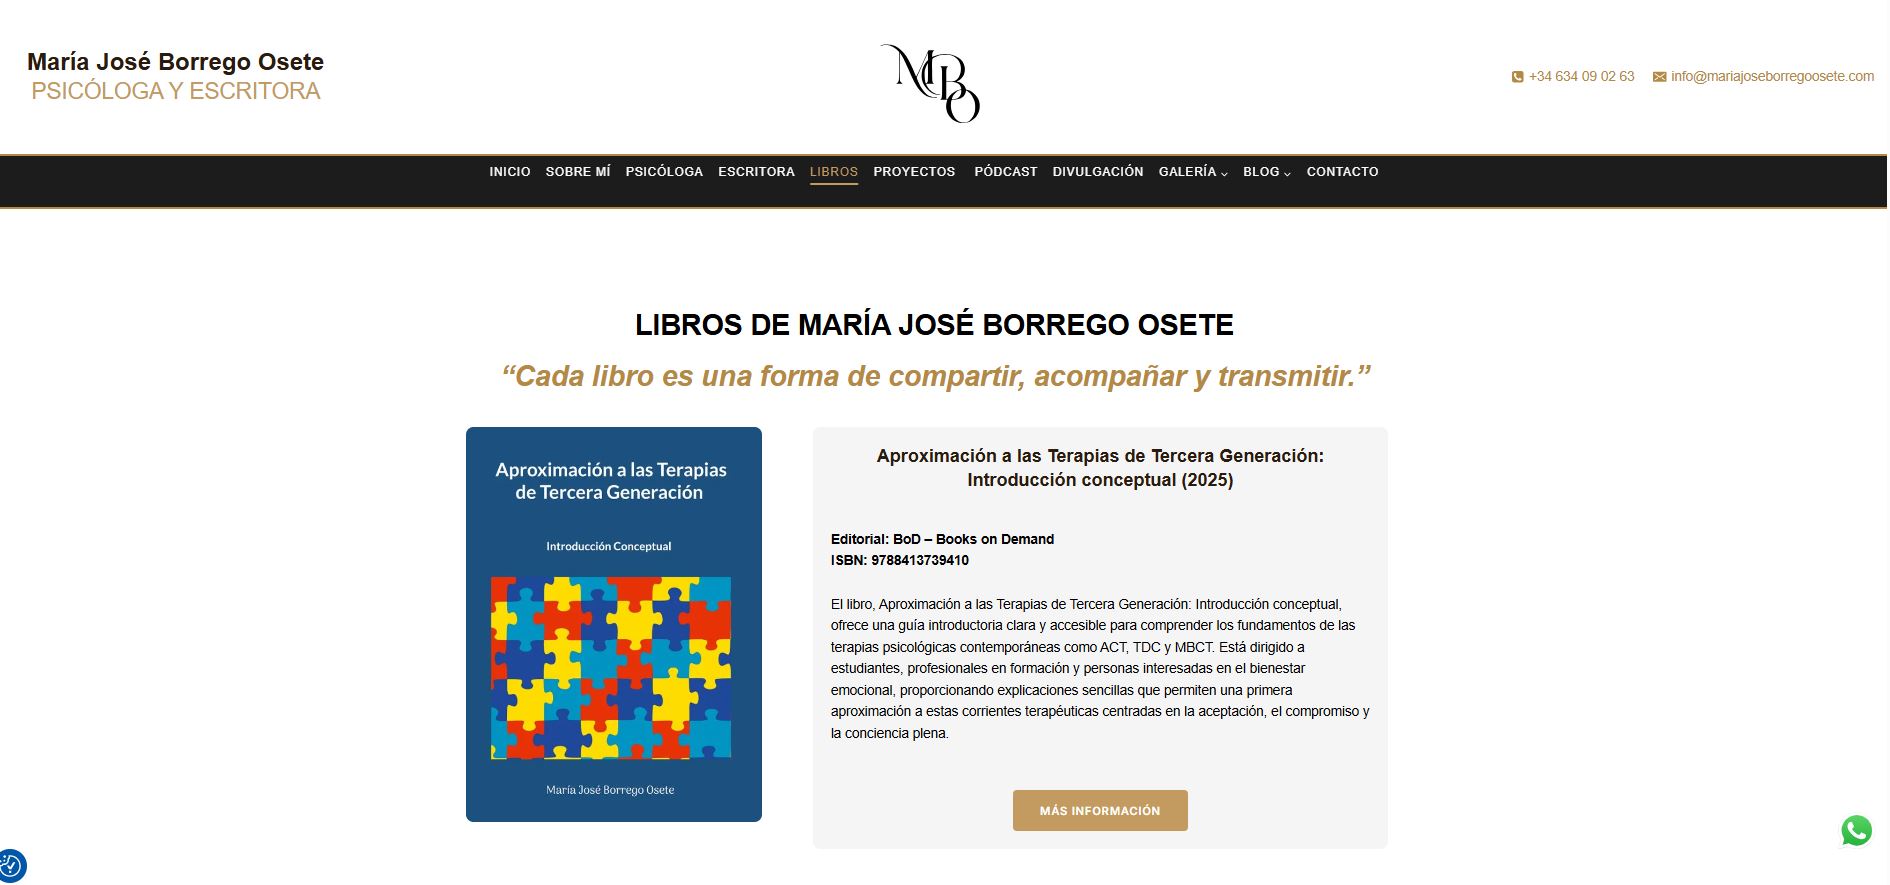 María José Borrego Osete
PSICÓLOGA Y ESCRITORA
MBO
+34 634 09 02 63
info@mariajoseborregoosete.com
INICIO SOBRE MÍ PSICÓLOGA ESCRITORA LIBROS PROYECTOS PÓDCAST DIVULGACIÓN GALERÍA BLOG CONTACTO
LIBROS DE MARÍA JOSÉ BORREGO OSETE
“Cada libro es una forma de compartir, acompañar y transmitir.”
Aproximación a las Terapias
de Tercera Generación
Introducción Conceptual
María José Borrego Osete
Aproximación a las Terapias de Tercera Generación:
Introducción conceptual (2025)
Editorial: BoD – Books on Demand
ISBN: 9788413739410
El libro, Aproximación a las Terapias de Tercera Generación: Introducción conceptual,
ofrece una guía introductoria clara y accesible para comprender los fundamentos de las
terapias psicológicas contemporáneas como ACT, TDC y MBCT. Está dirigido a
estudiantes, profesionales en formación y personas interesadas en el bienestar
emocional, proporcionando explicaciones sencillas que permiten una primera
aproximación a estas corrientes terapéuticas centradas en la aceptación, el compromiso y
la conciencia plena.
MÁS INFORMACIÓN